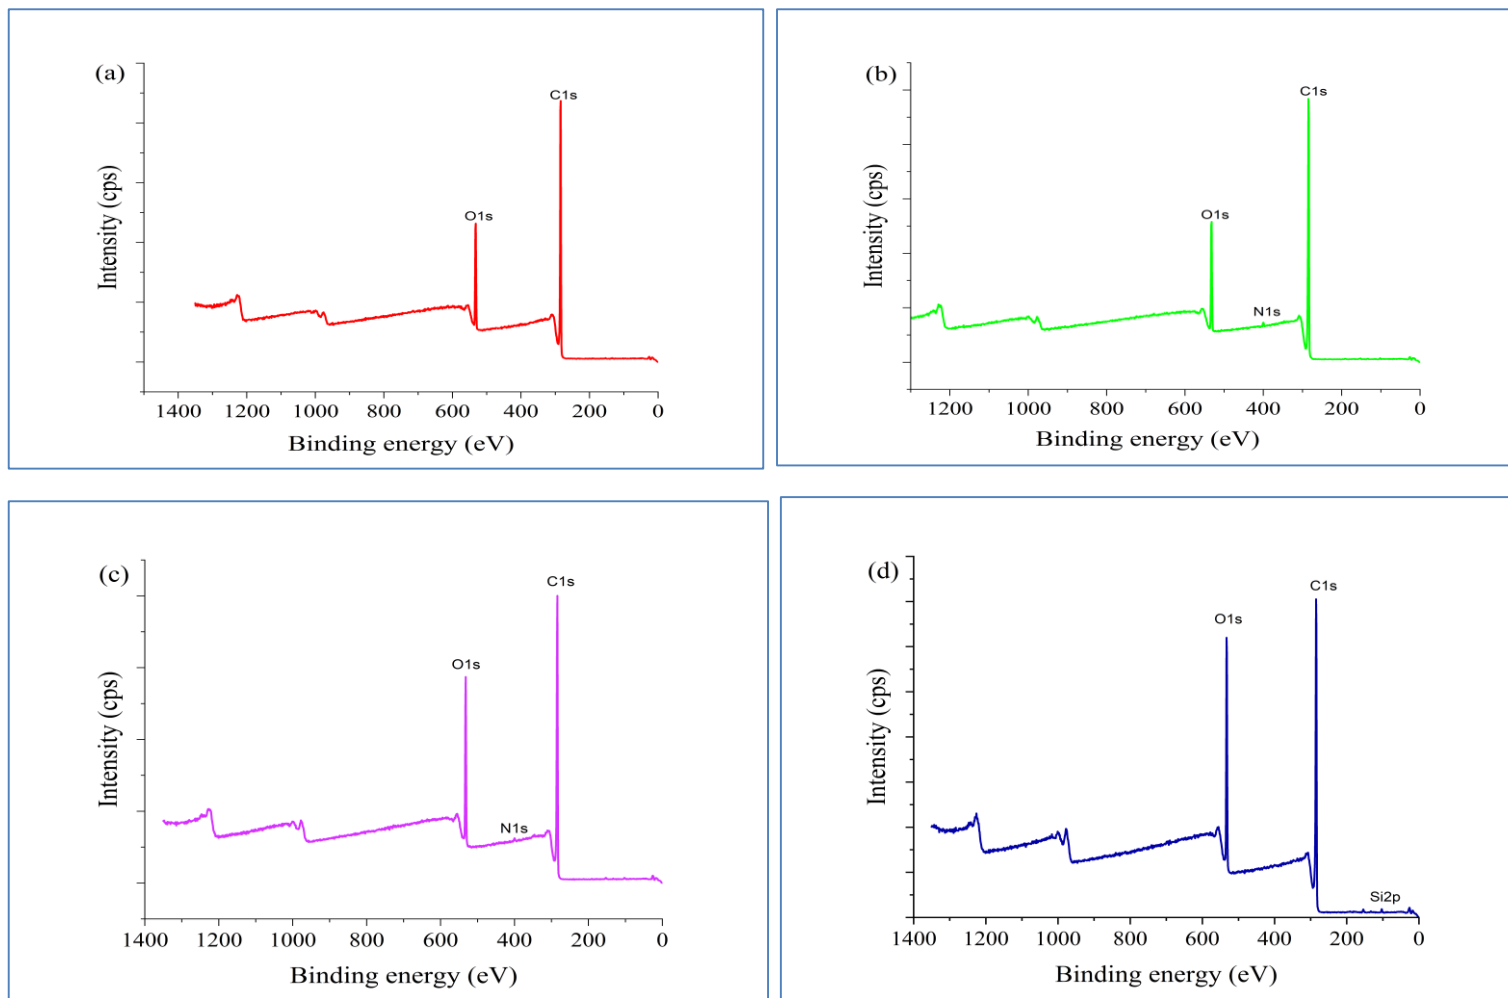 (a)
C1s
O1s
Intensity (cps)
1400 1200 1000 800 600 400 200 0
Binding energy (eV)
(b)
C1s
O1s
N1s
Intensity (cps)
1200 1000 800 600 400 200 0
Binding energy (eV)
(c)
C1s
O1s
N1s
Intensity (cps)
1400 1200 1000 800 600 400 200 0
Binding energy (eV)
(d)
C1s
O1s
Si2p
Intensity (cps)
1400 1200 1000 800 600 400 200 0
Binding energy (eV)